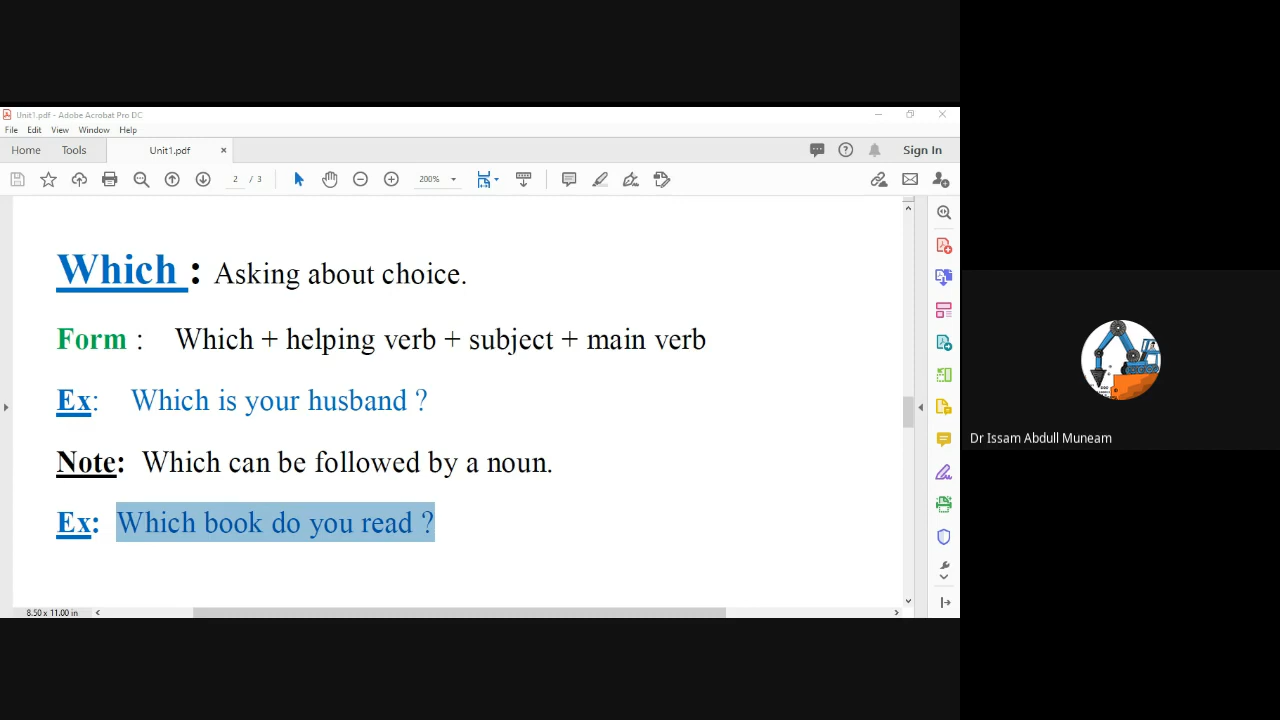 Unit1.pdf - Adobe Acrobat Pro DC
File Edit View Window Help
Home Tools Unit1.pdf × Sign In
2 / 3 200%
Which : Asking about choice.
Form : Which + helping verb + subject + main verb
Ex: Which is your husband ?
Note: Which can be followed by a noun.
Ex: Which book do you read ?
8.50 x 11.00 in
Dr Issam Abdull Muneam